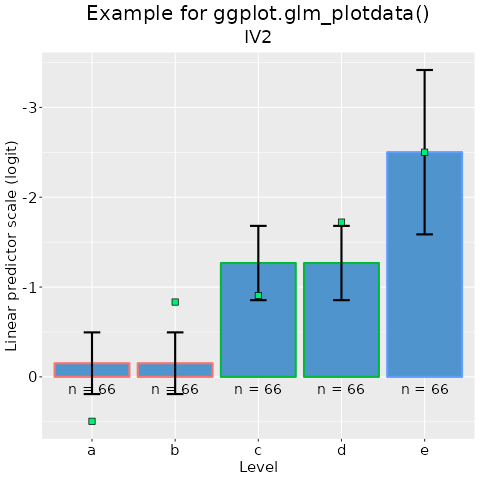 Example for ggplot.glm_plotdata()
IV2
Linear predictor scale (logit)
-3
-2
-1
0
n = 66 n = 66 n = 66 n = 66 n = 66
a b c d e
Level